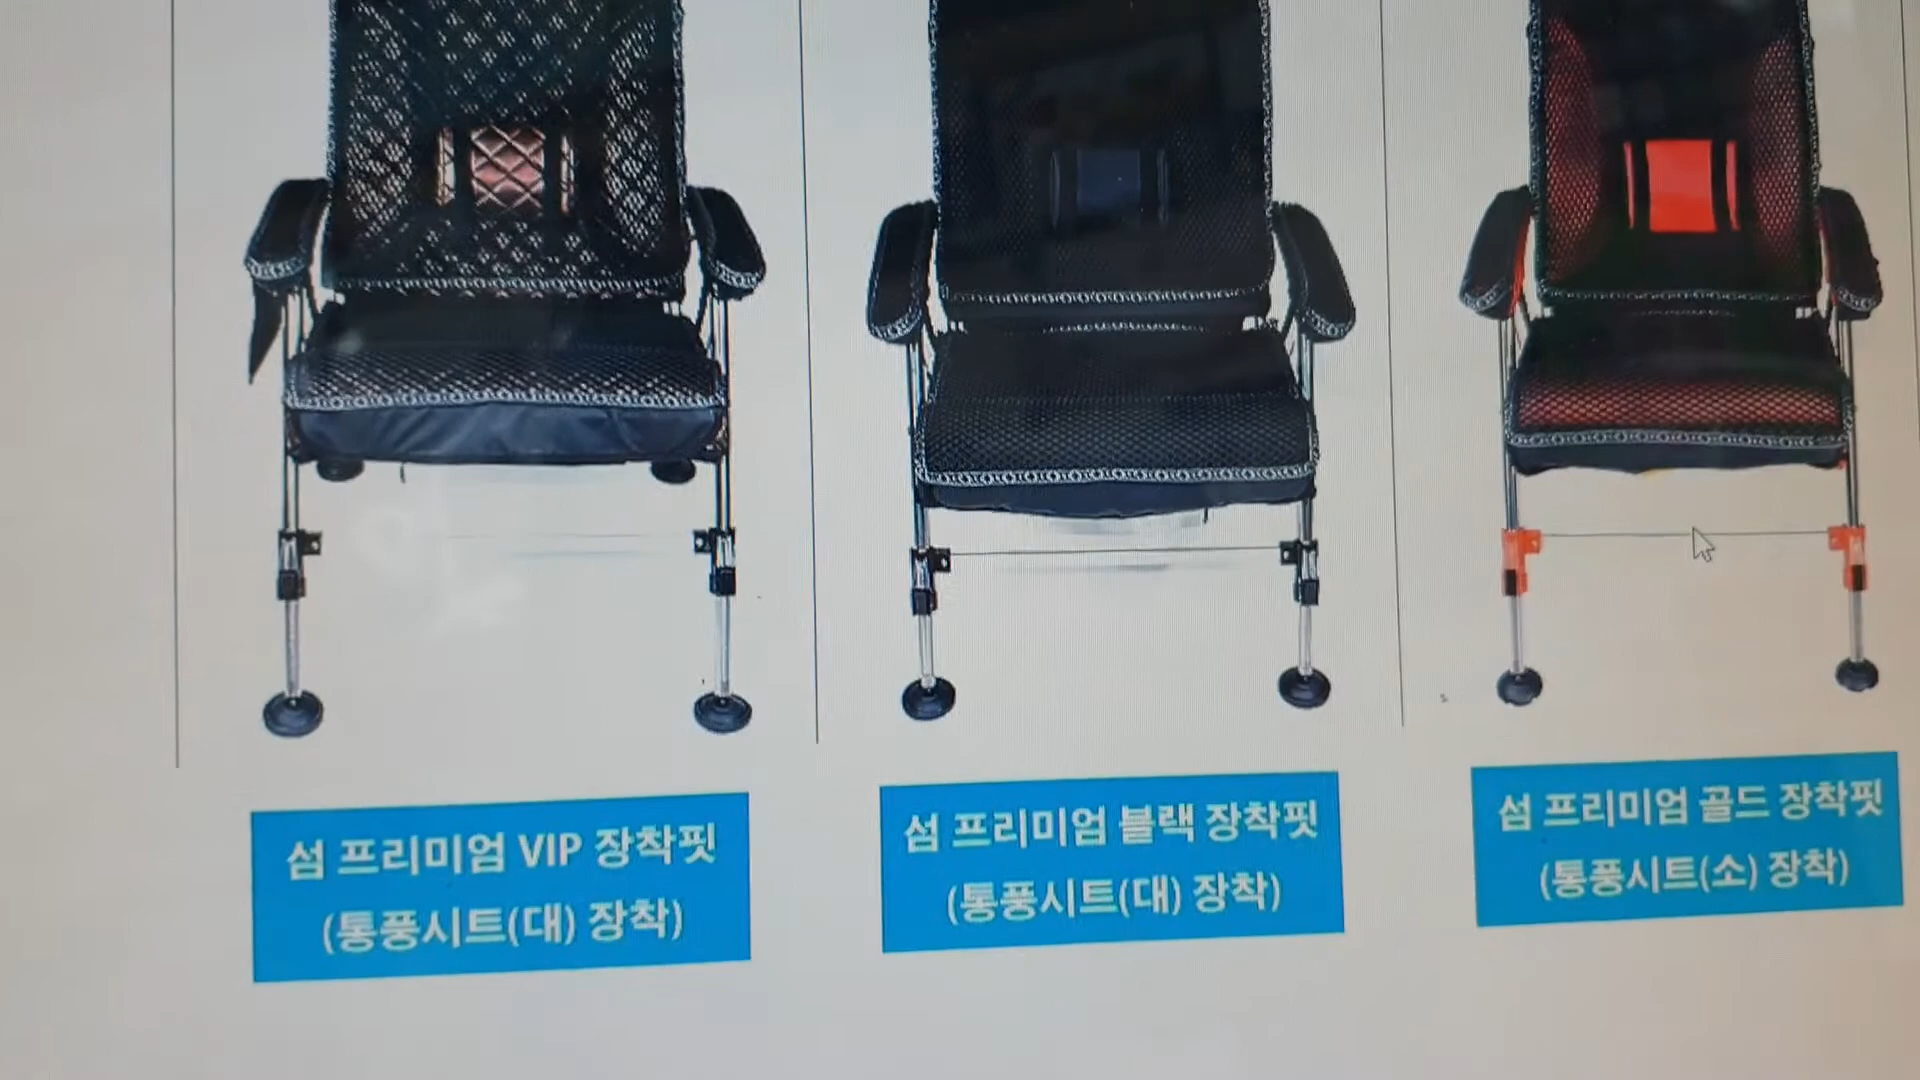 섬 프리미엄 VIP 장착핏
(통풍시트(대) 장착)
섬 프리미엄 블랙 장착핏
(통풍시트(대) 장착)
섬 프리미엄 골드 장착핏
(통풍시트(소) 장착)